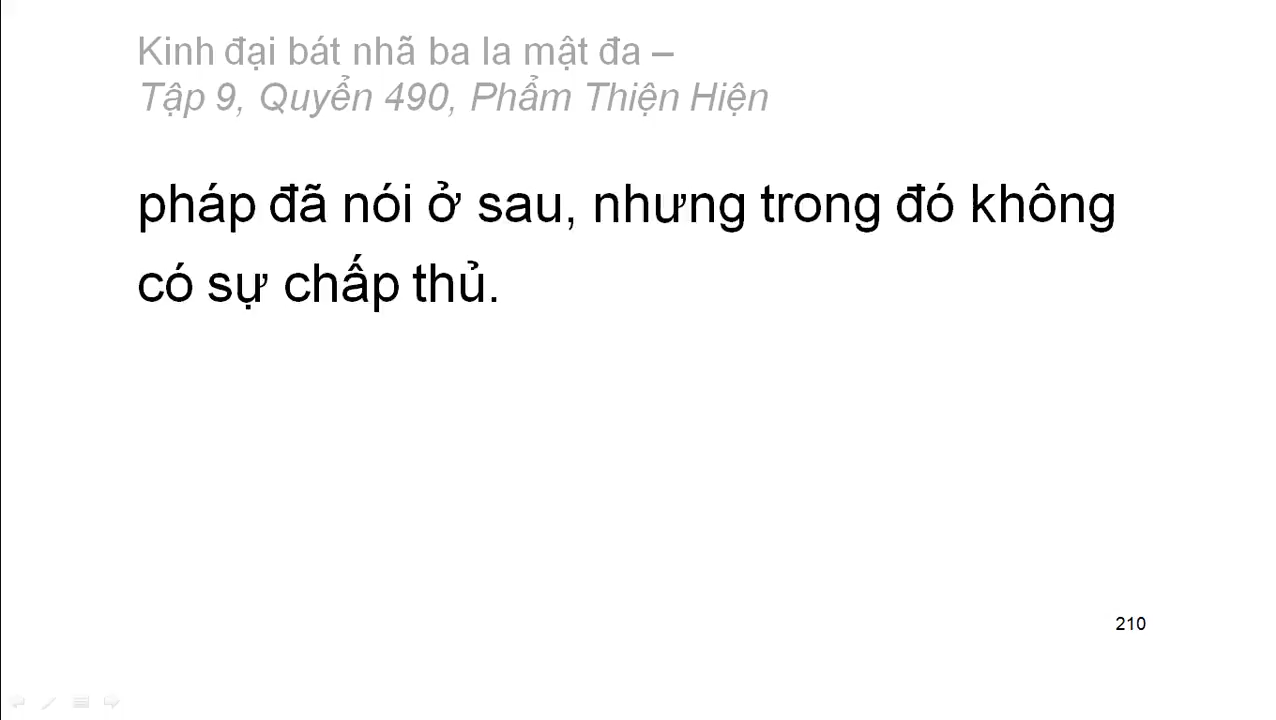 Kinh đại bát nhã ba la mật đa –
Tập 9, Quyển 490, Phẩm Thiện Hiện
pháp đã nói ở sau, nhưng trong đó không
có sự chấp thủ.
210